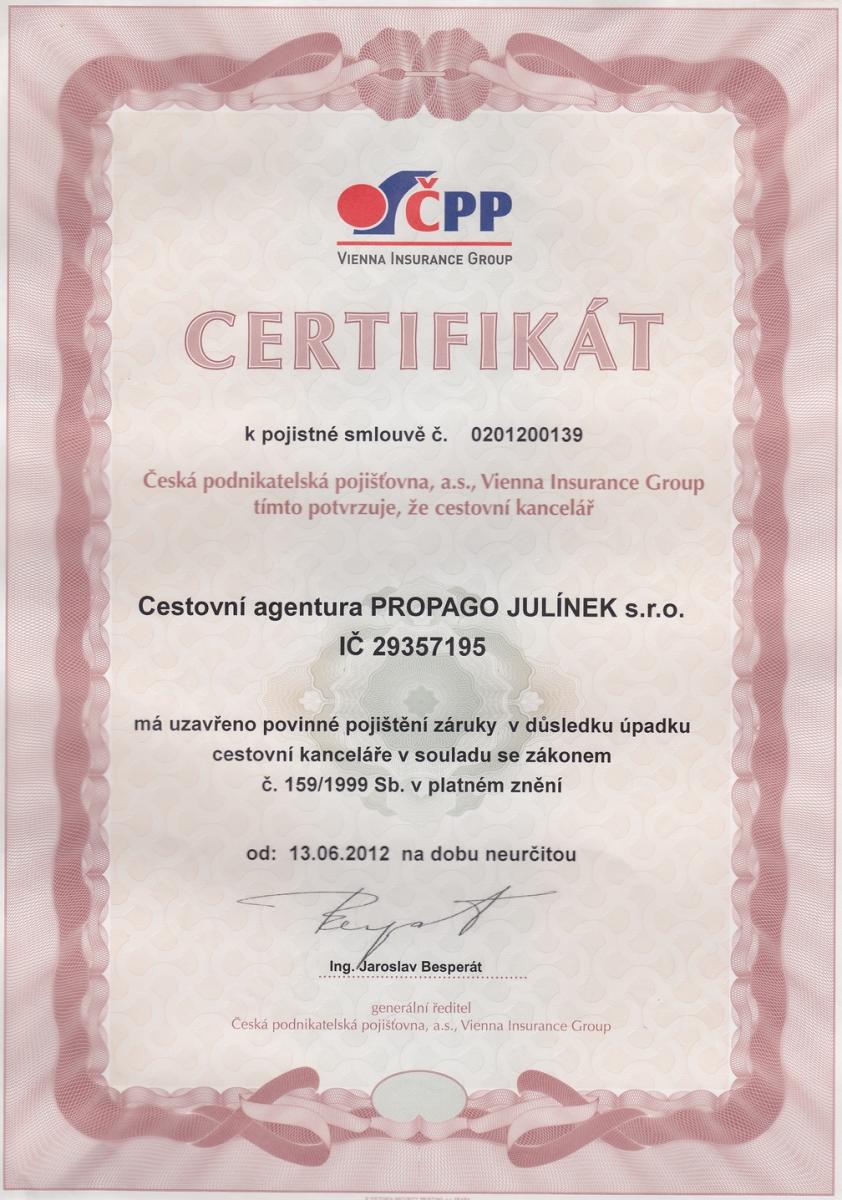 ČPP
VIENNA INSURANCE GROUP
CERTIFIKÁT
k pojistné smlouvě č. 0201200139
Česká podnikatelská pojišťovna, a.s., Vienna Insurance Group
tímto potvrzuje, že cestovní kancelář
Cestovní agentura PROPAGO JULÍNEK s.r.o.
IČ 29357195
má uzavřeno povinné pojištění záruky v důsledku úpadku
cestovní kanceláře v souladu se zákonem
č. 159/1999 Sb. v platném znění
od: 13.06.2012 na dobu neurčitou
Ing. Jaroslav Besperát
generální ředitel
Česká podnikatelská pojišťovna, a.s., Vienna Insurance Group